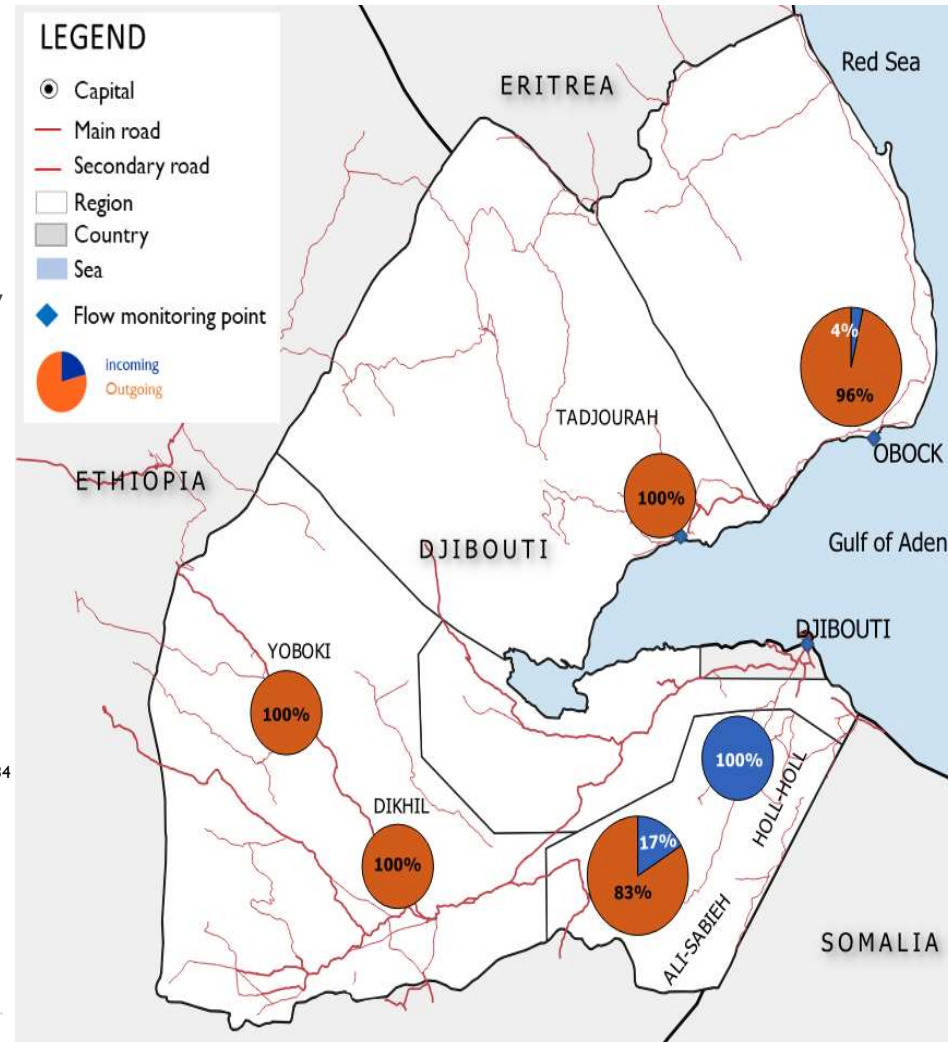 LEGEND
Capital
Main road
Secondary road
Region
Country
Sea
Flow monitoring point
incoming
Outgoing
Red Sea
ERITREA
4%
96%
TADJOURAH
OBOCK
ETHIOPIA
100%
DJIBOUTI
Gulf of Aden
DJIBOUTI
YOBOKI
100%
100%
HOLL-HOLL
DIKHIL
100%
17%
83%
ALI-SABIEH
SOMALIA
34